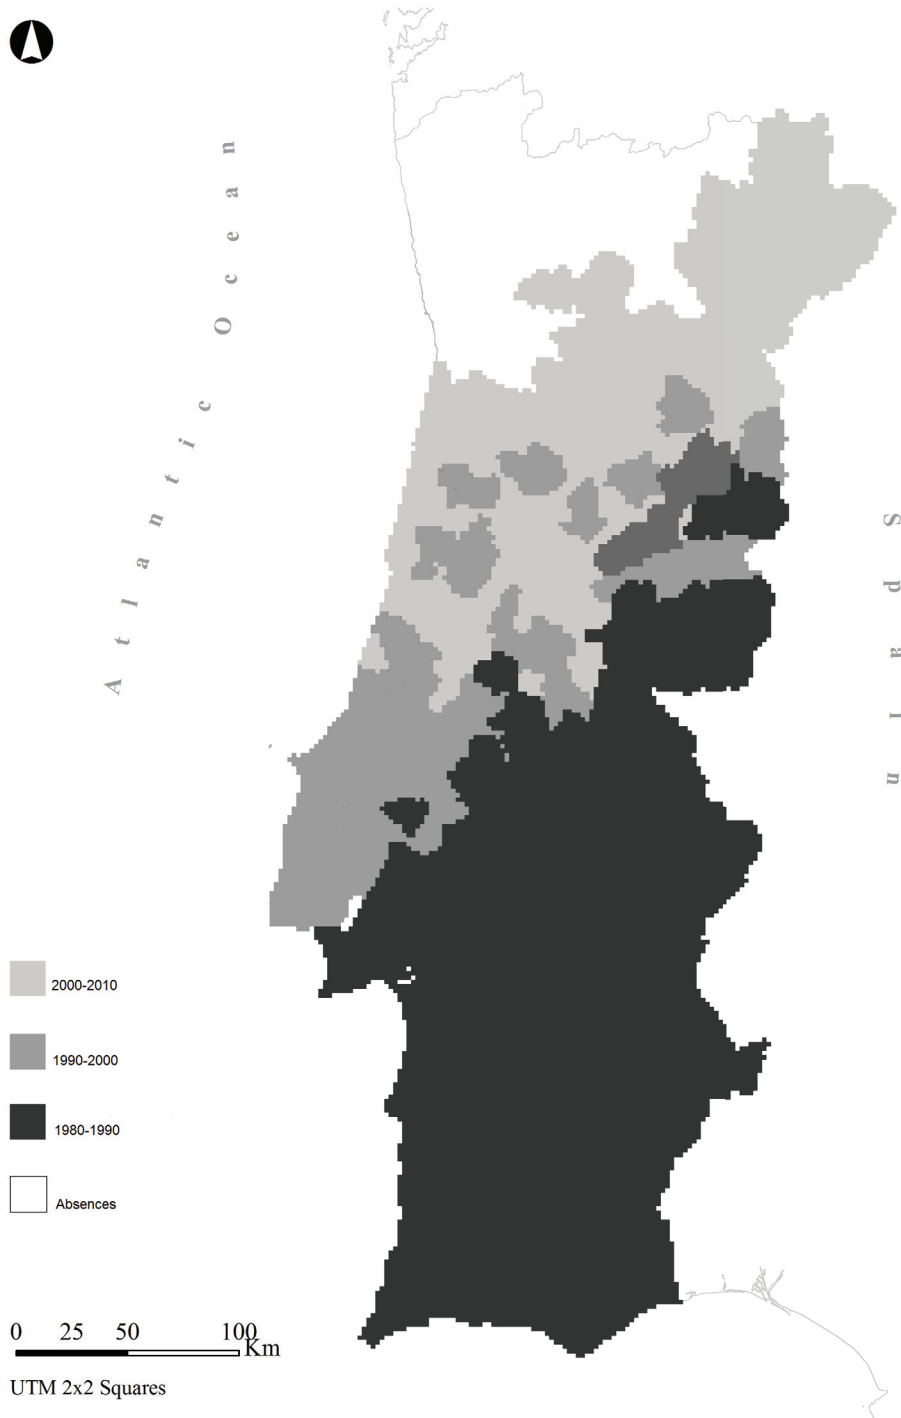 Atlantic Ocean
Spain
2000-2010
1990-2000
1980-1990
Absences
0 25 50 100
Km
UTM 2x2 Squares